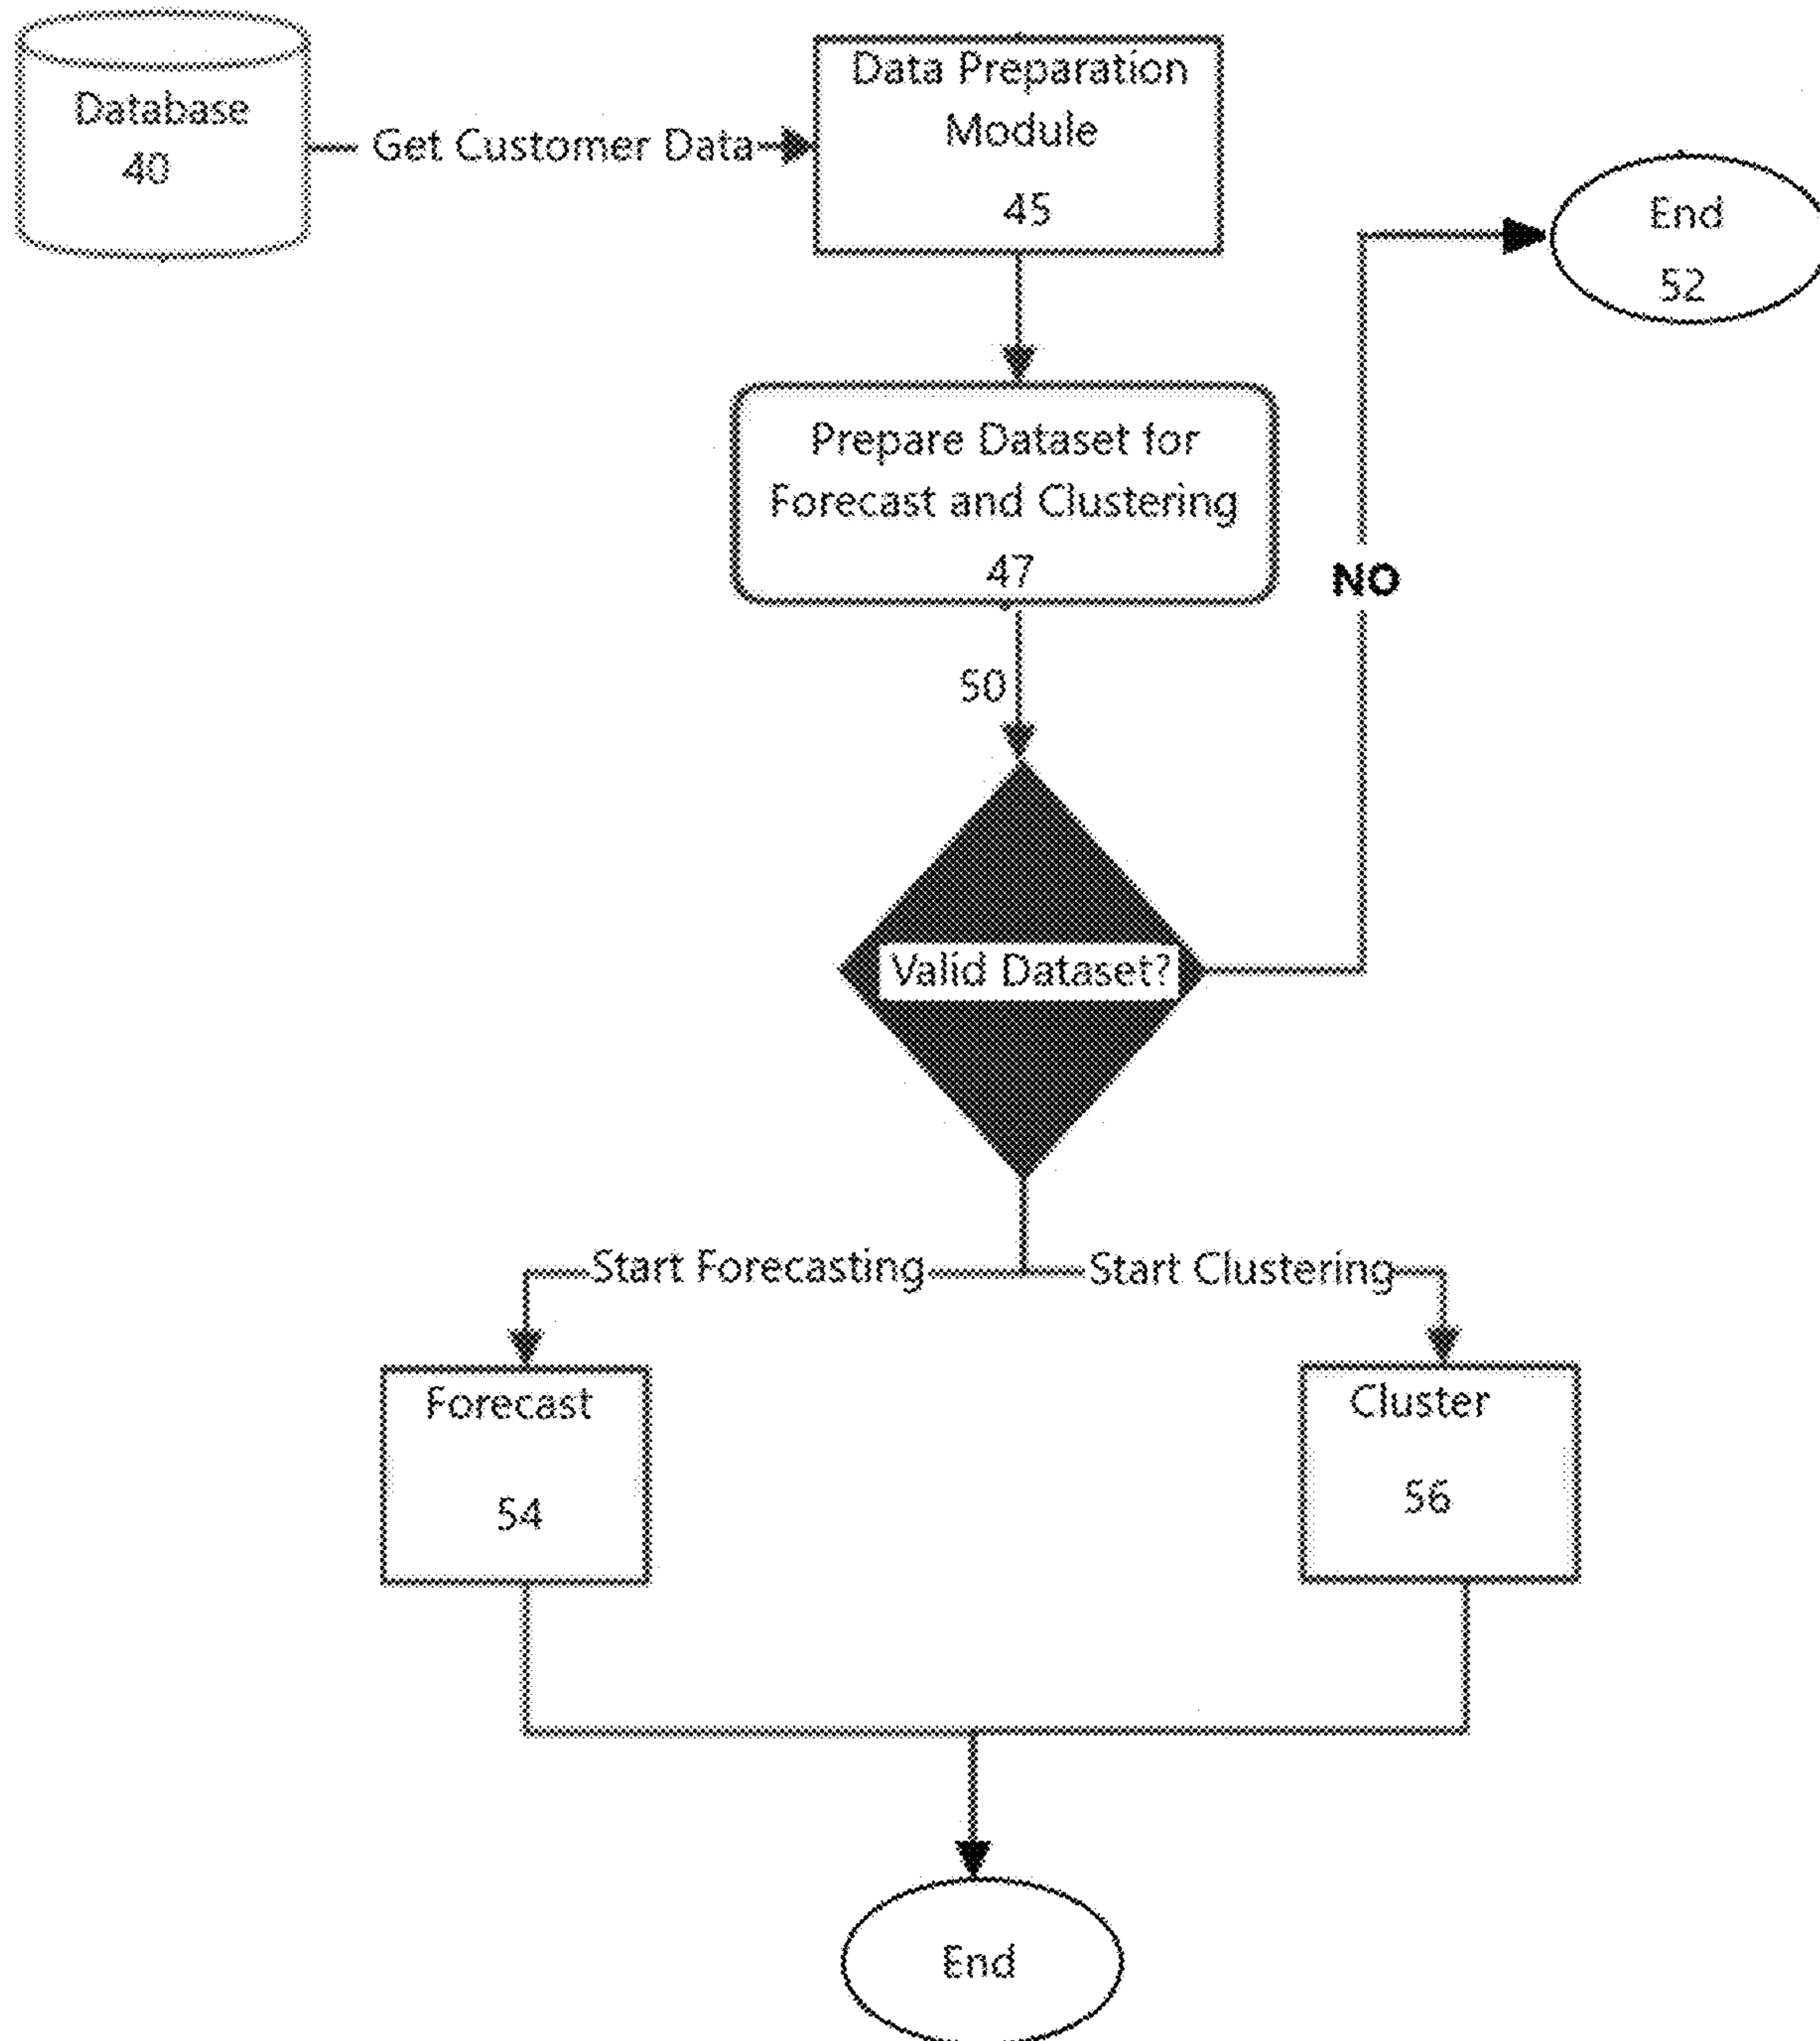 Database
40
Get Customer Data
Data Preparation
Module
45
End
52
Prepare Dataset for
Forecast and Clustering
47
NO
50
Valid Dataset?
Start Forecasting
Start Clustering
Forecast
54
Cluster
56
End